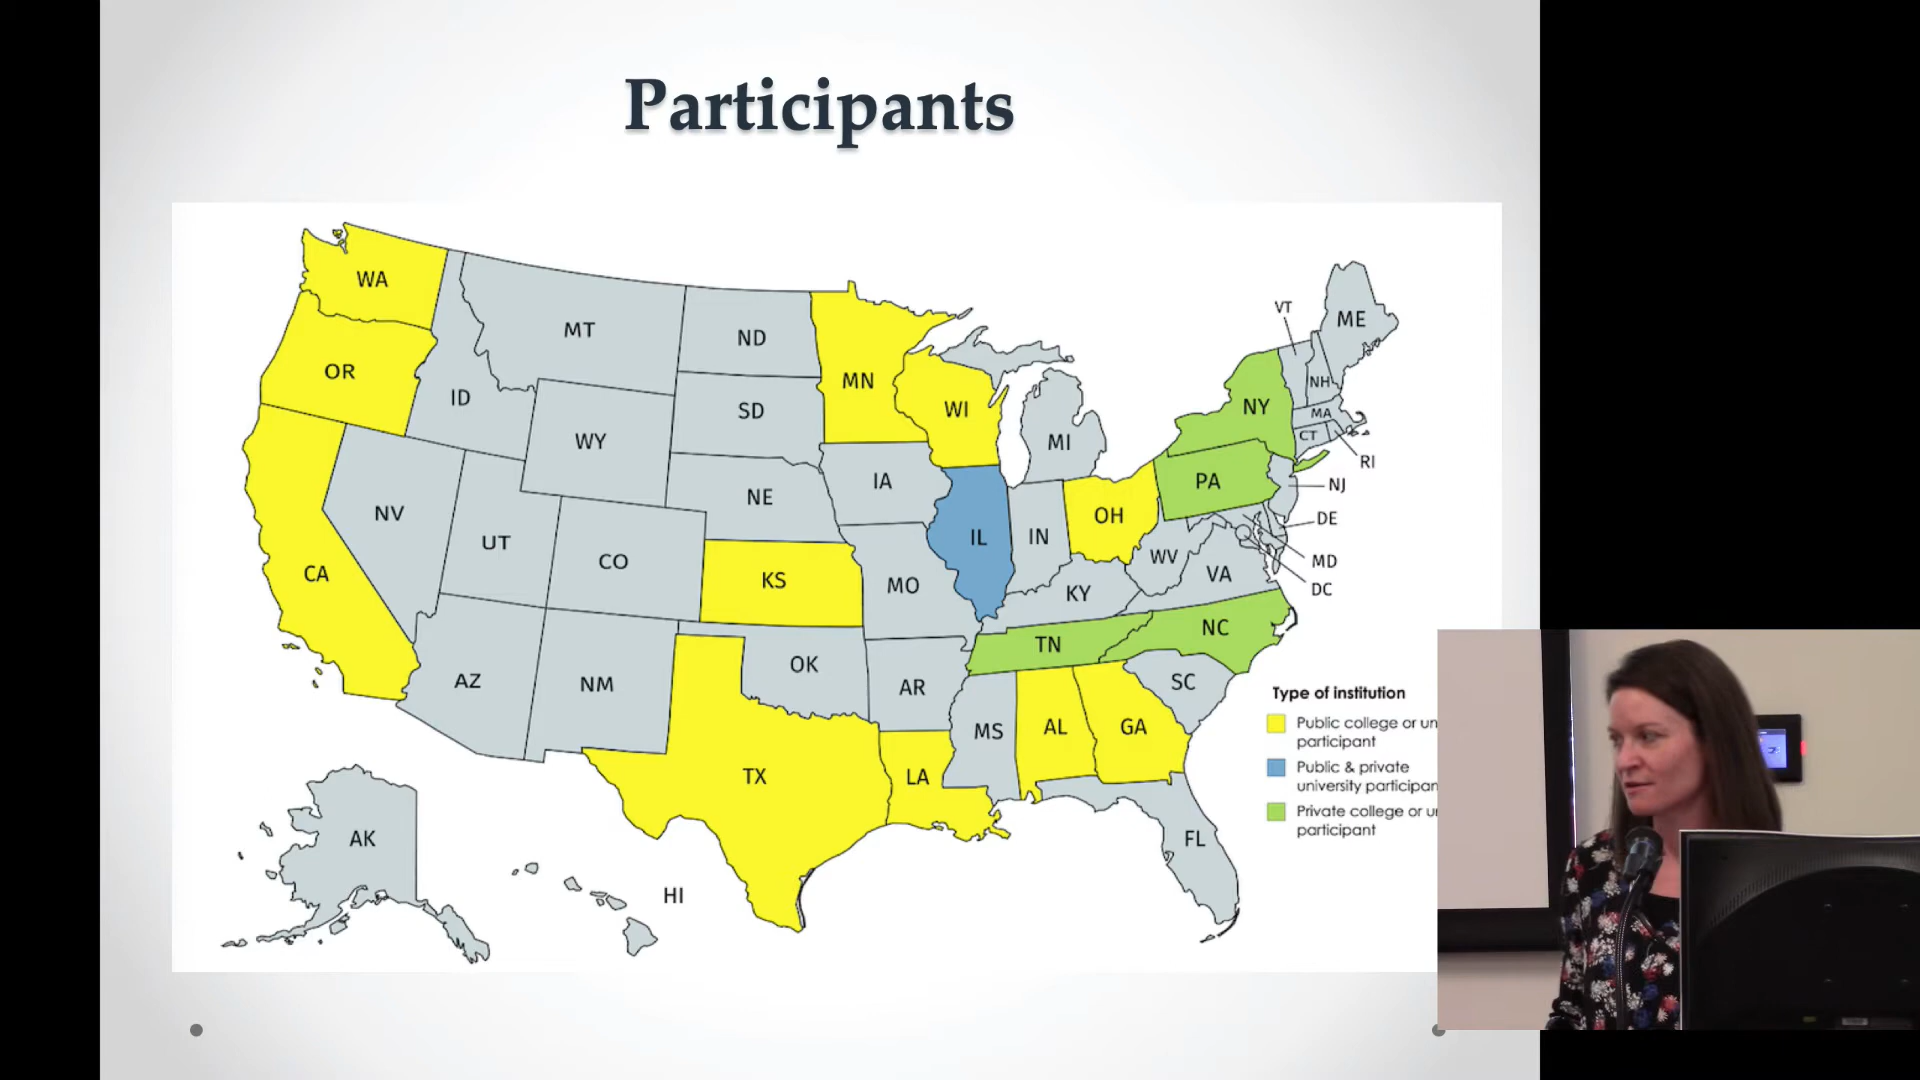 Participants
WA
MT
ND
OR
ID
SD
MN
WI
MI
VT
ME
NH
NY
MA
CT
RI
WY
IA
NE
PA
NJ
NV
UT
CO
IL
IN
OH
DE
CA
KS
MO
WV
VA
MD
DC
KY
AZ
NM
OK
AR
TN
NC
SC
MS
AL
GA
TX
LA
FL
AK
HI
Type of institution
Public college or
participant
Public & private
university
Private college or
participant